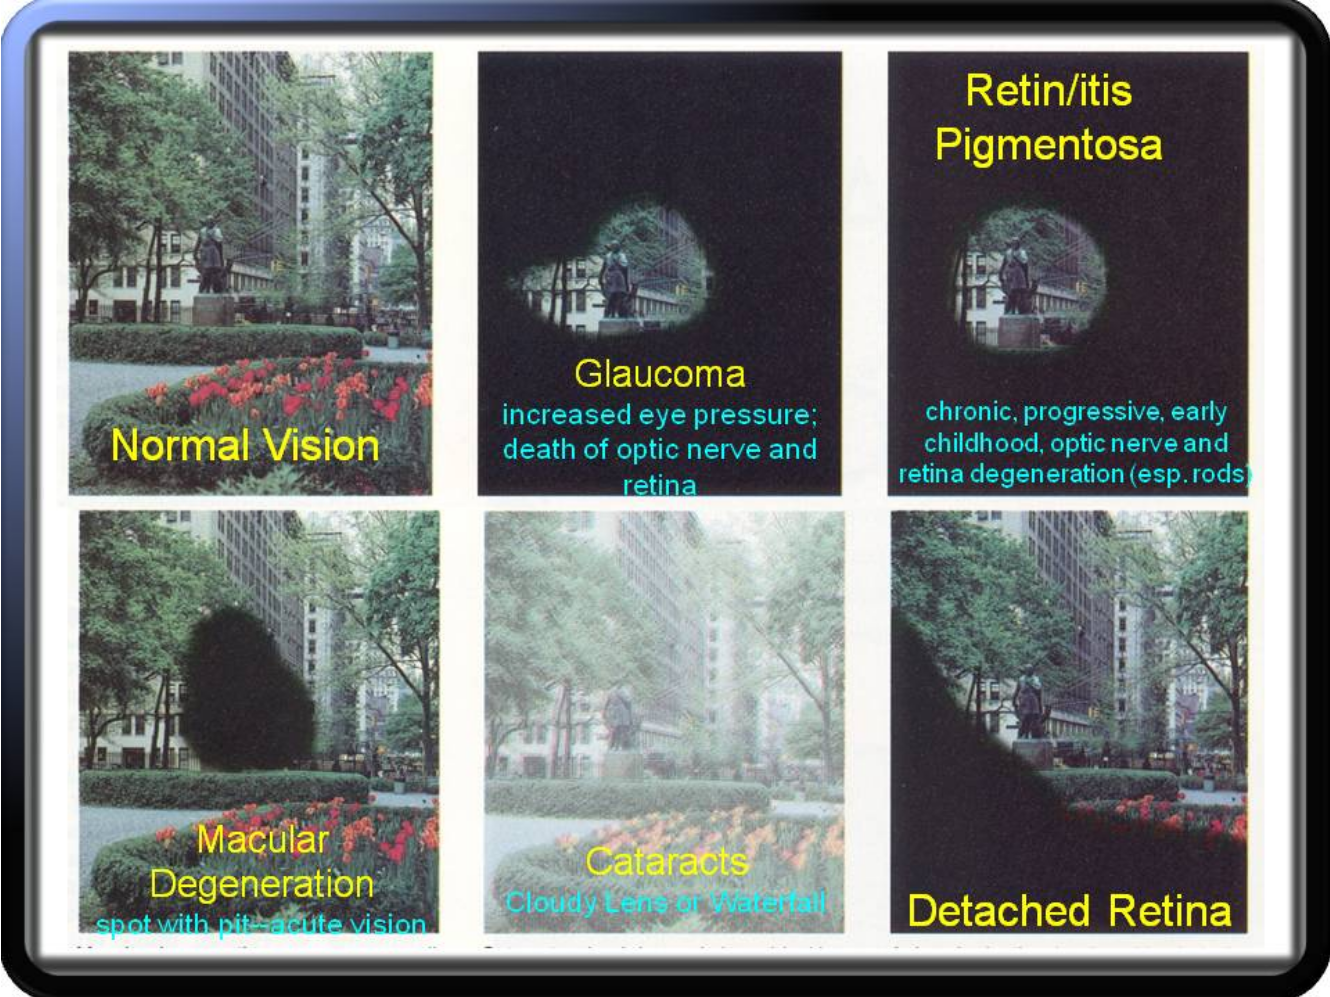 Normal Vision
Glaucoma
increased eye pressure;
death of optic nerve and
retina
Retin/itis
Pigmentosa
chronic, progressive, early
childhood, optic nerve and
retina degeneration (esp. rods)
Macular
Degeneration
spot with pit--acute vision
Cataracts
Cloudy Lens or Waterfall
Detached Retina